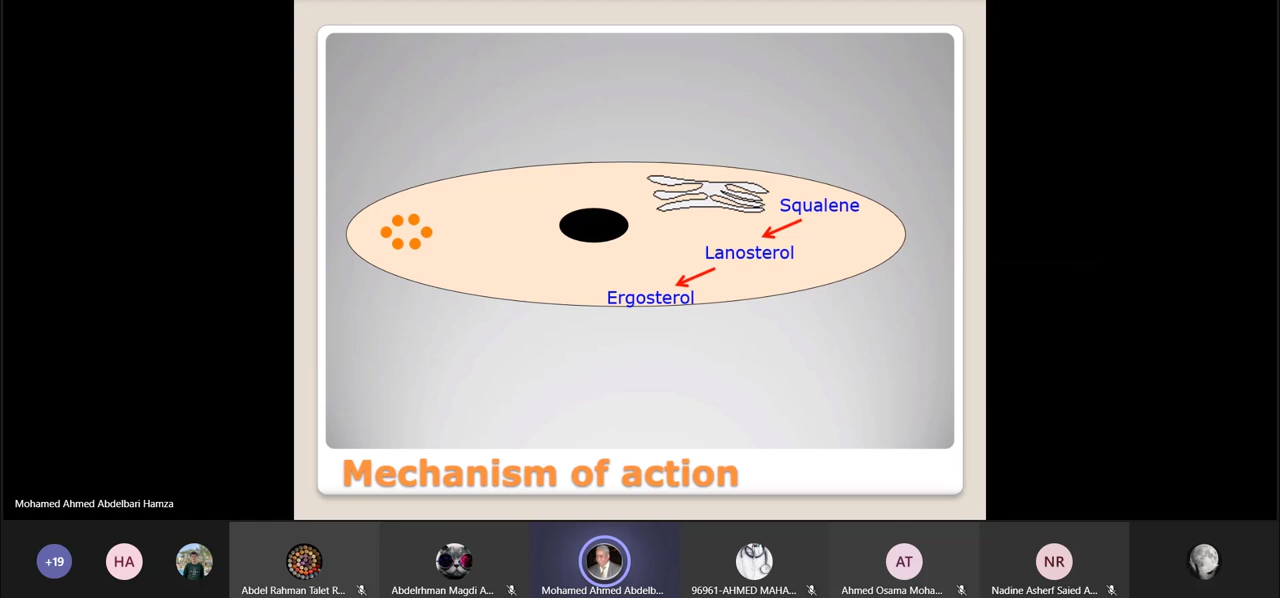 Squalene
Lanosterol
Ergosterol
Mechanism of action
Mohamed Ahmed Abdelbari Hamza
+19
HA
Abdel Rahman Talet R...
Abdelrhman Magdi A...
Mohamed Ahmed Abdelb...
96961-AHMED MAHA...
AT
Ahmed Osama Moha...
NR
Nadine Asherf Saied A...